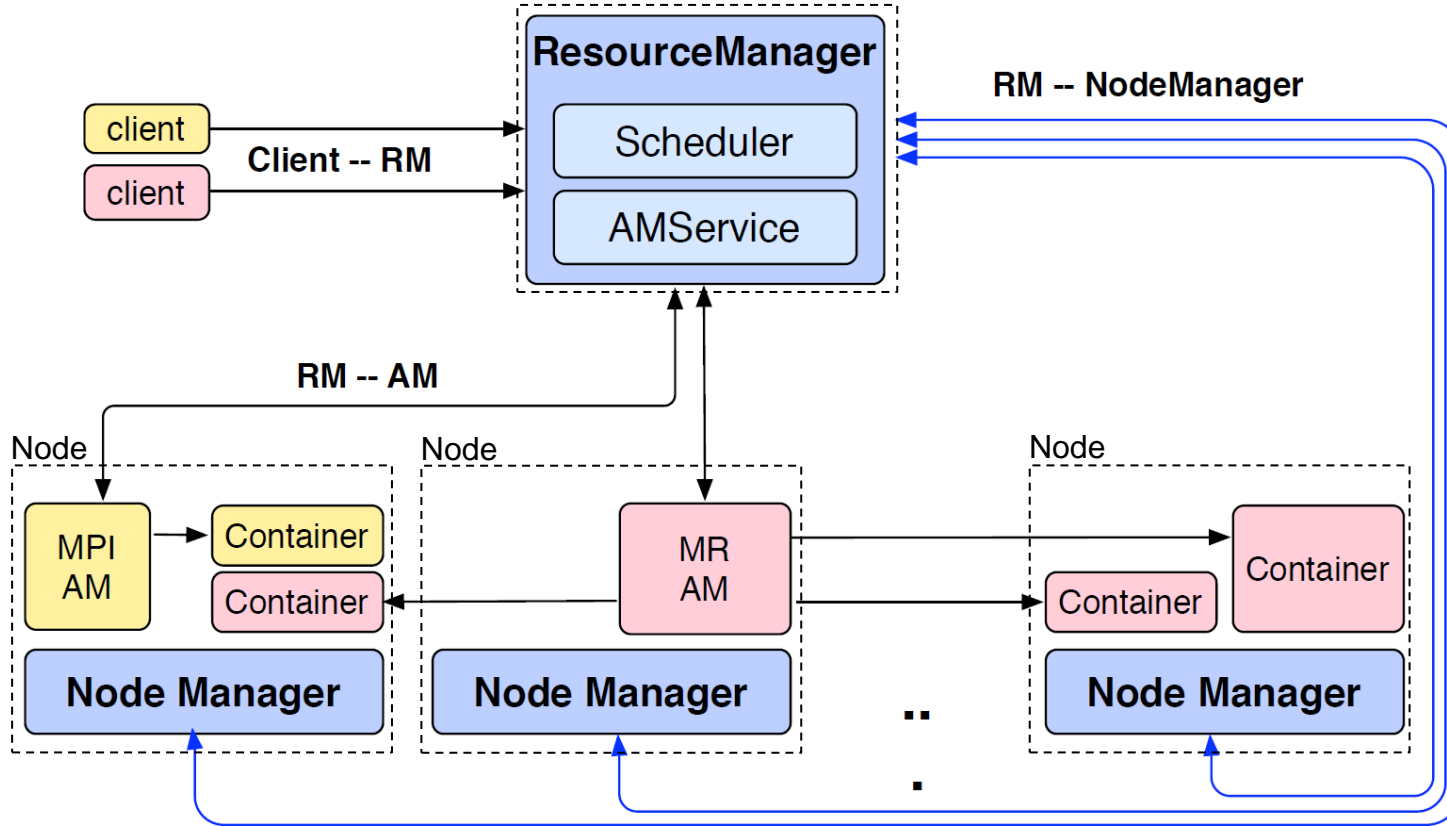 ResourceManager
RM -- NodeManager
client
Scheduler
Client -- RM
client
AMService
RM -- AM
Node
Node
Node
MPI
AM
Container
Container
MR
AM
Container
Container
Node Manager
Node Manager
..
.
Node Manager